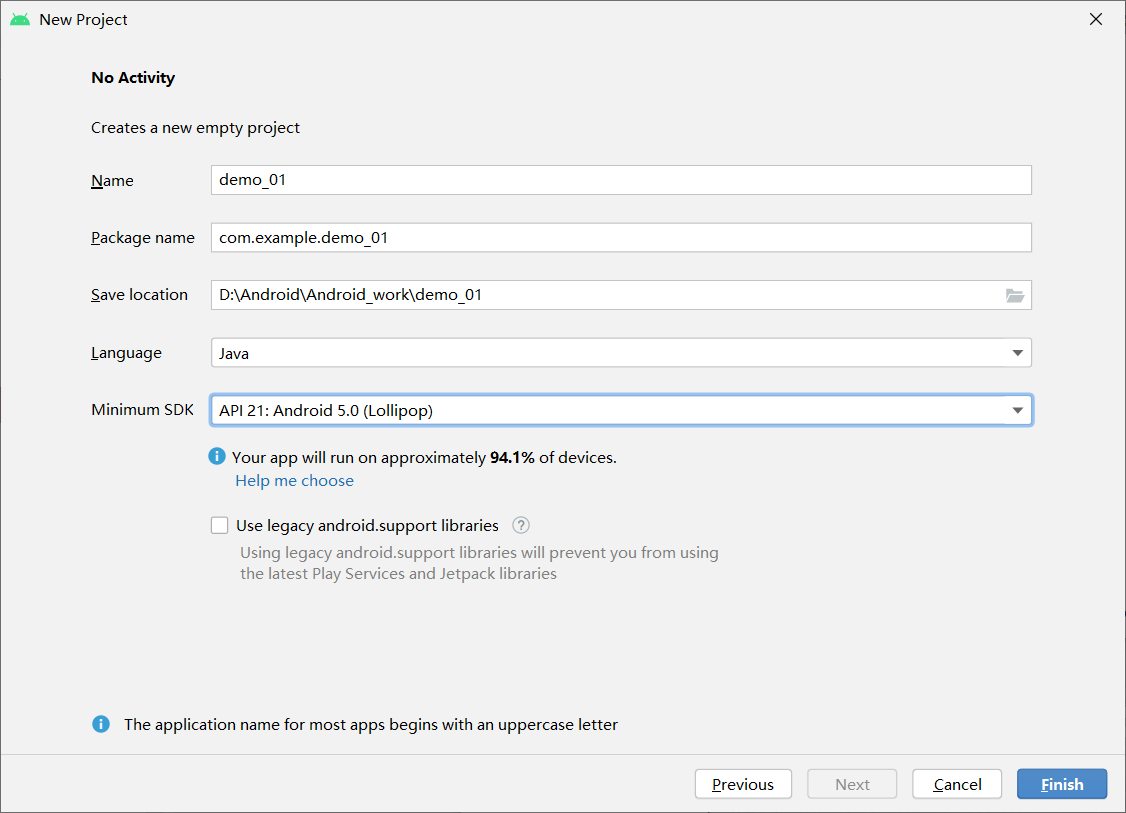 New Project
No Activity
Creates a new empty project
Name demo_01
Package name com.example.demo_01
Save location D:\Android\Android_work\demo_01
Language Java
Minimum SDK API 21: Android 5.0 (Lollipop)
i Your app will run on approximately 94.1% of devices.
Help me choose
Use legacy android.support libraries ?
Using legacy android.support libraries will prevent you from using
the latest Play Services and Jetpack libraries
i The application name for most apps begins with an uppercase letter
Previous Next Cancel Finish